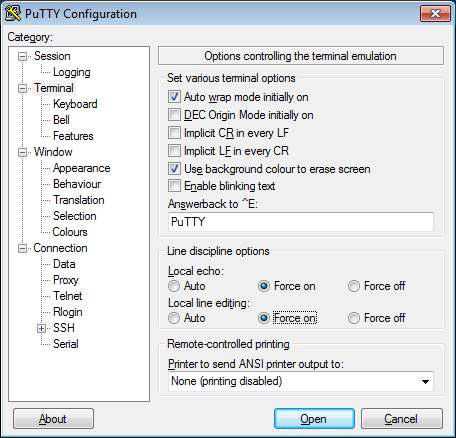 PuTTY Configuration
Category:
Session
Logging
Terminal
Keyboard
Bell
Features
Window
Appearance
Behaviour
Translation
Selection
Colours
Connection
Data
Proxy
Telnet
Rlogin
SSH
Serial
Options controlling the terminal emulation
Set various terminal options
Auto wrap mode initially on
DEC Origin Mode initially on
Implicit CR in every LF
Implicit LF in every CR
Use background colour to erase screen
Enable blinking text
Answerback to ^E:
PuTTY
Line discipline options
Local echo:
Auto Force on Force off
Local line editing:
Auto Force on Force off
Remote-controlled printing
Printer to send ANSI printer output to:
None (printing disabled)
About Open Cancel